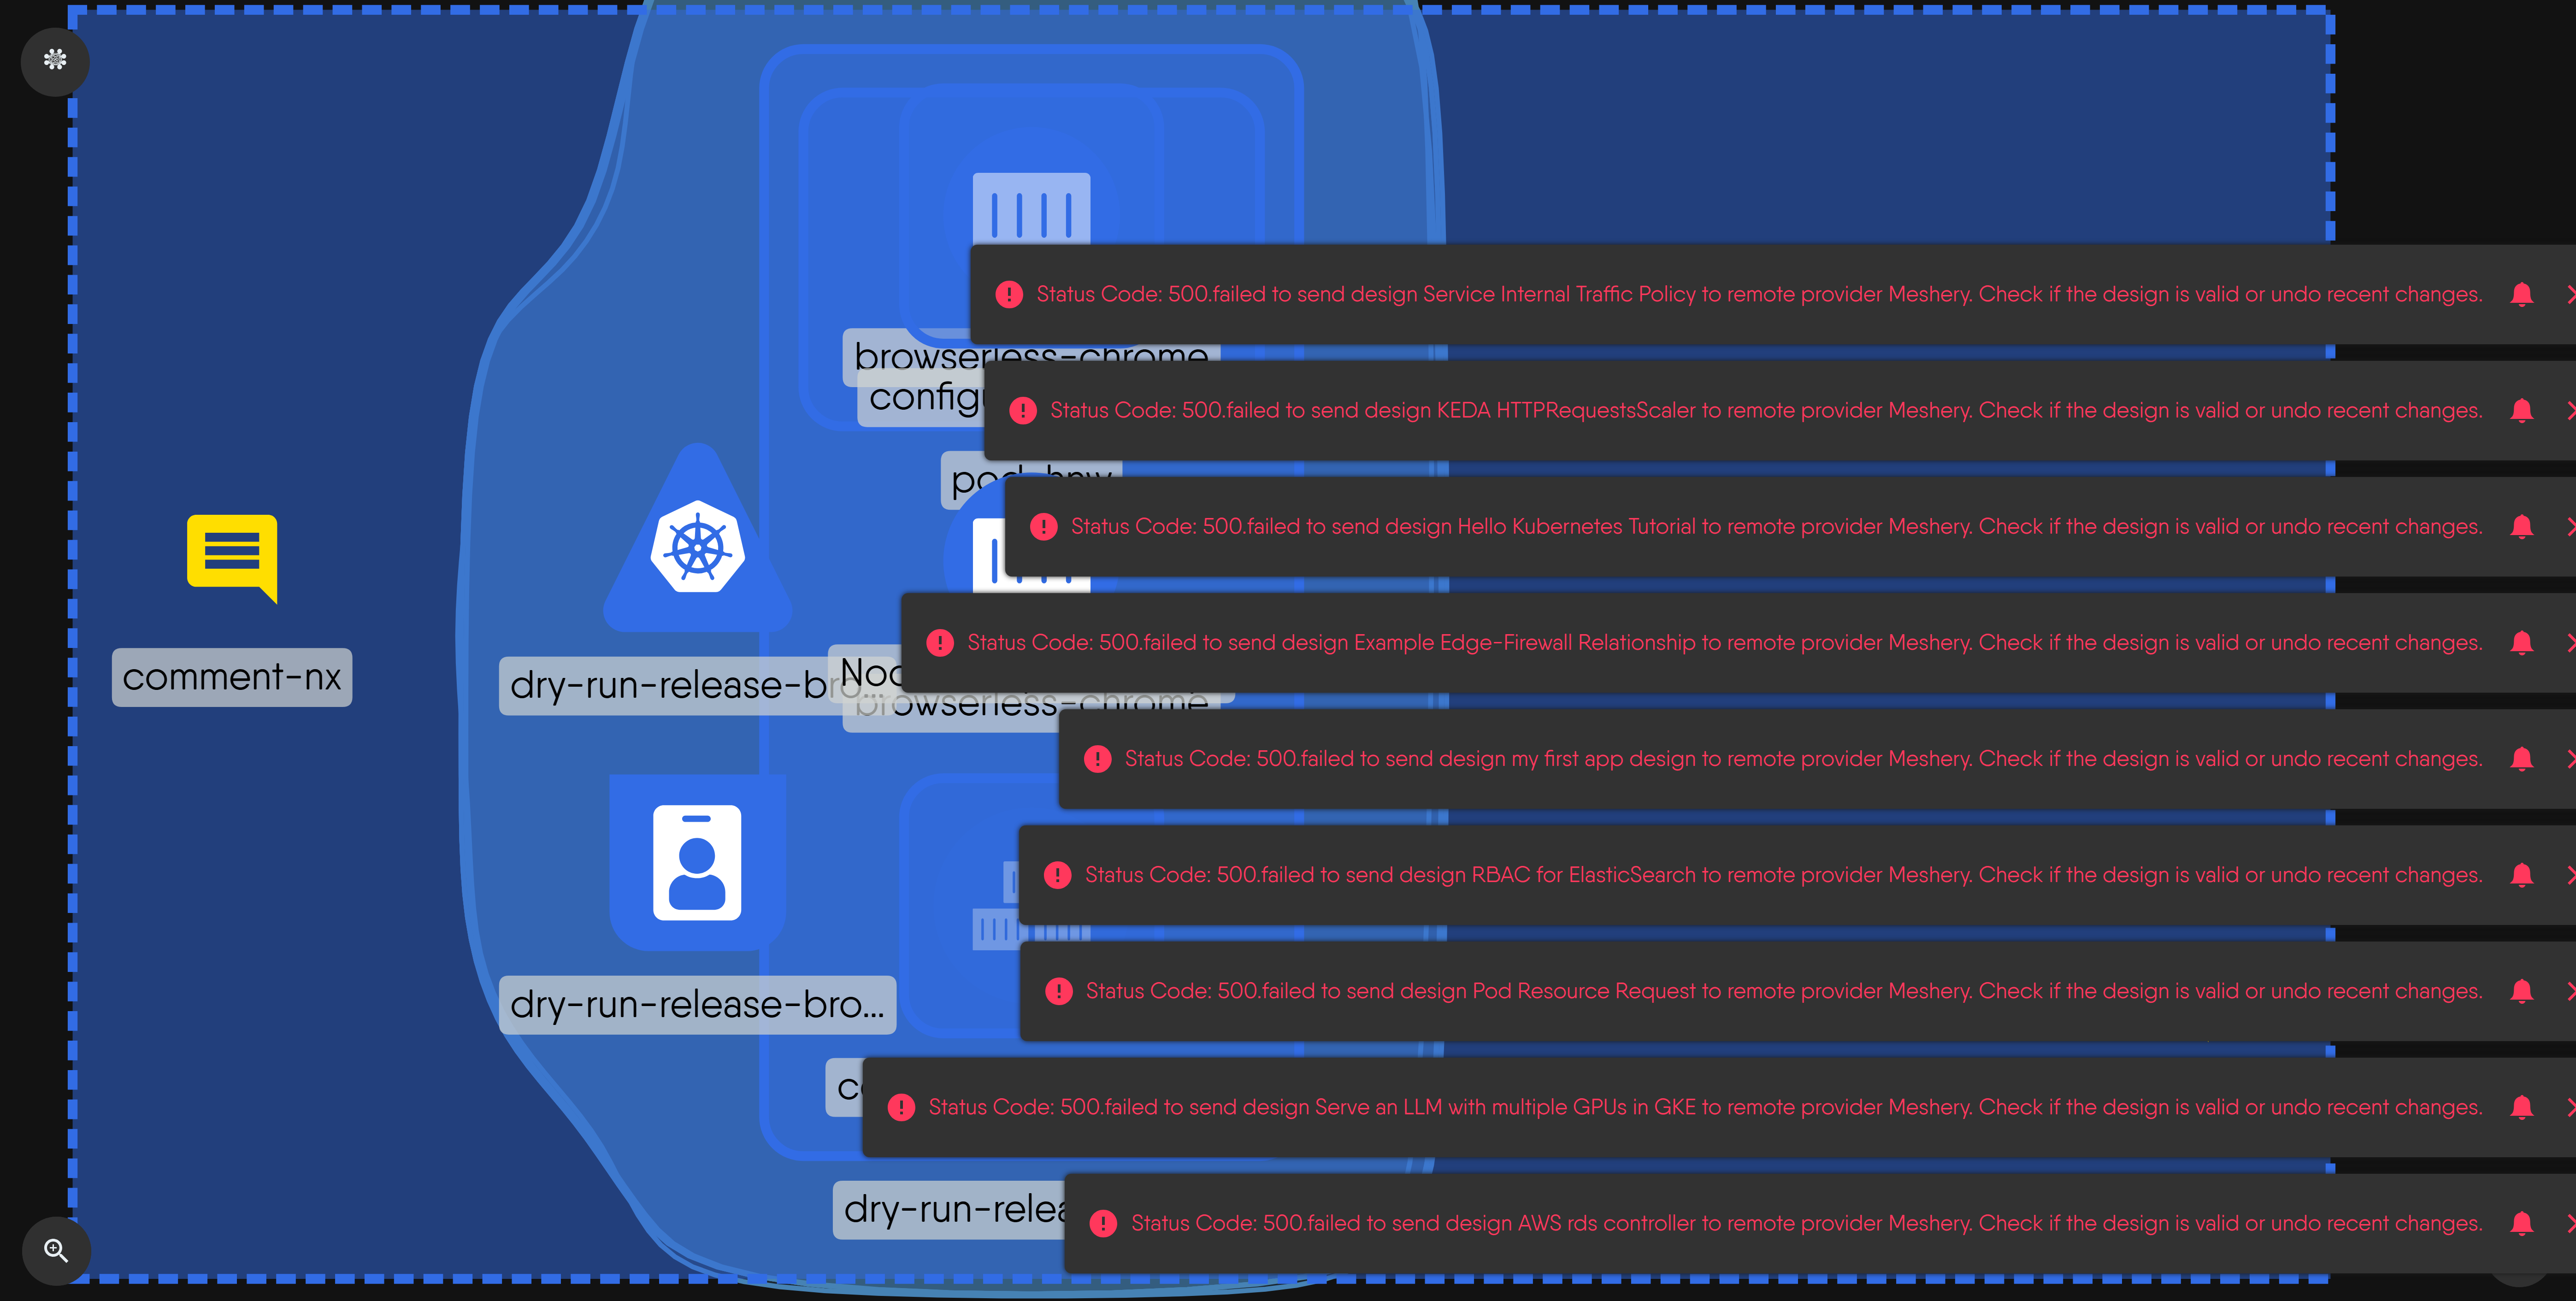 Status Code: 500.failed to send design Service Internal Traffic Policy to remote provider Meshery. Check if the design is valid or undo recent changes.
browserless-chrome
Status Code: 500.failed to send design KEDA HTTPRequestsScaler to remote provider Meshery. Check if the design is valid or undo recent changes.
Status Code: 500.failed to send design Hello Kubernetes Tutorial to remote provider Meshery. Check if the design is valid or undo recent changes.
Status Code: 500.failed to send design Example Edge-Firewall Relationship to remote provider Meshery. Check if the design is valid or undo recent changes.
comment-nx
dry-run-release-bro...
browserless-chrome
Status Code: 500.failed to send design my first app design to remote provider Meshery. Check if the design is valid or undo recent changes.
Status Code: 500.failed to send design RBAC for ElasticSearch to remote provider Meshery. Check if the design is valid or undo recent changes.
Status Code: 500.failed to send design Pod Resource Request to remote provider Meshery. Check if the design is valid or undo recent changes.
dry-run-release-bro...
Status Code: 500.failed to send design Serve an LLM with multiple GPUs in GKE to remote provider Meshery. Check if the design is valid or undo recent changes.
dry-run-relea
Status Code: 500.failed to send design AWS rds controller to remote provider Meshery. Check if the design is valid or undo recent changes.